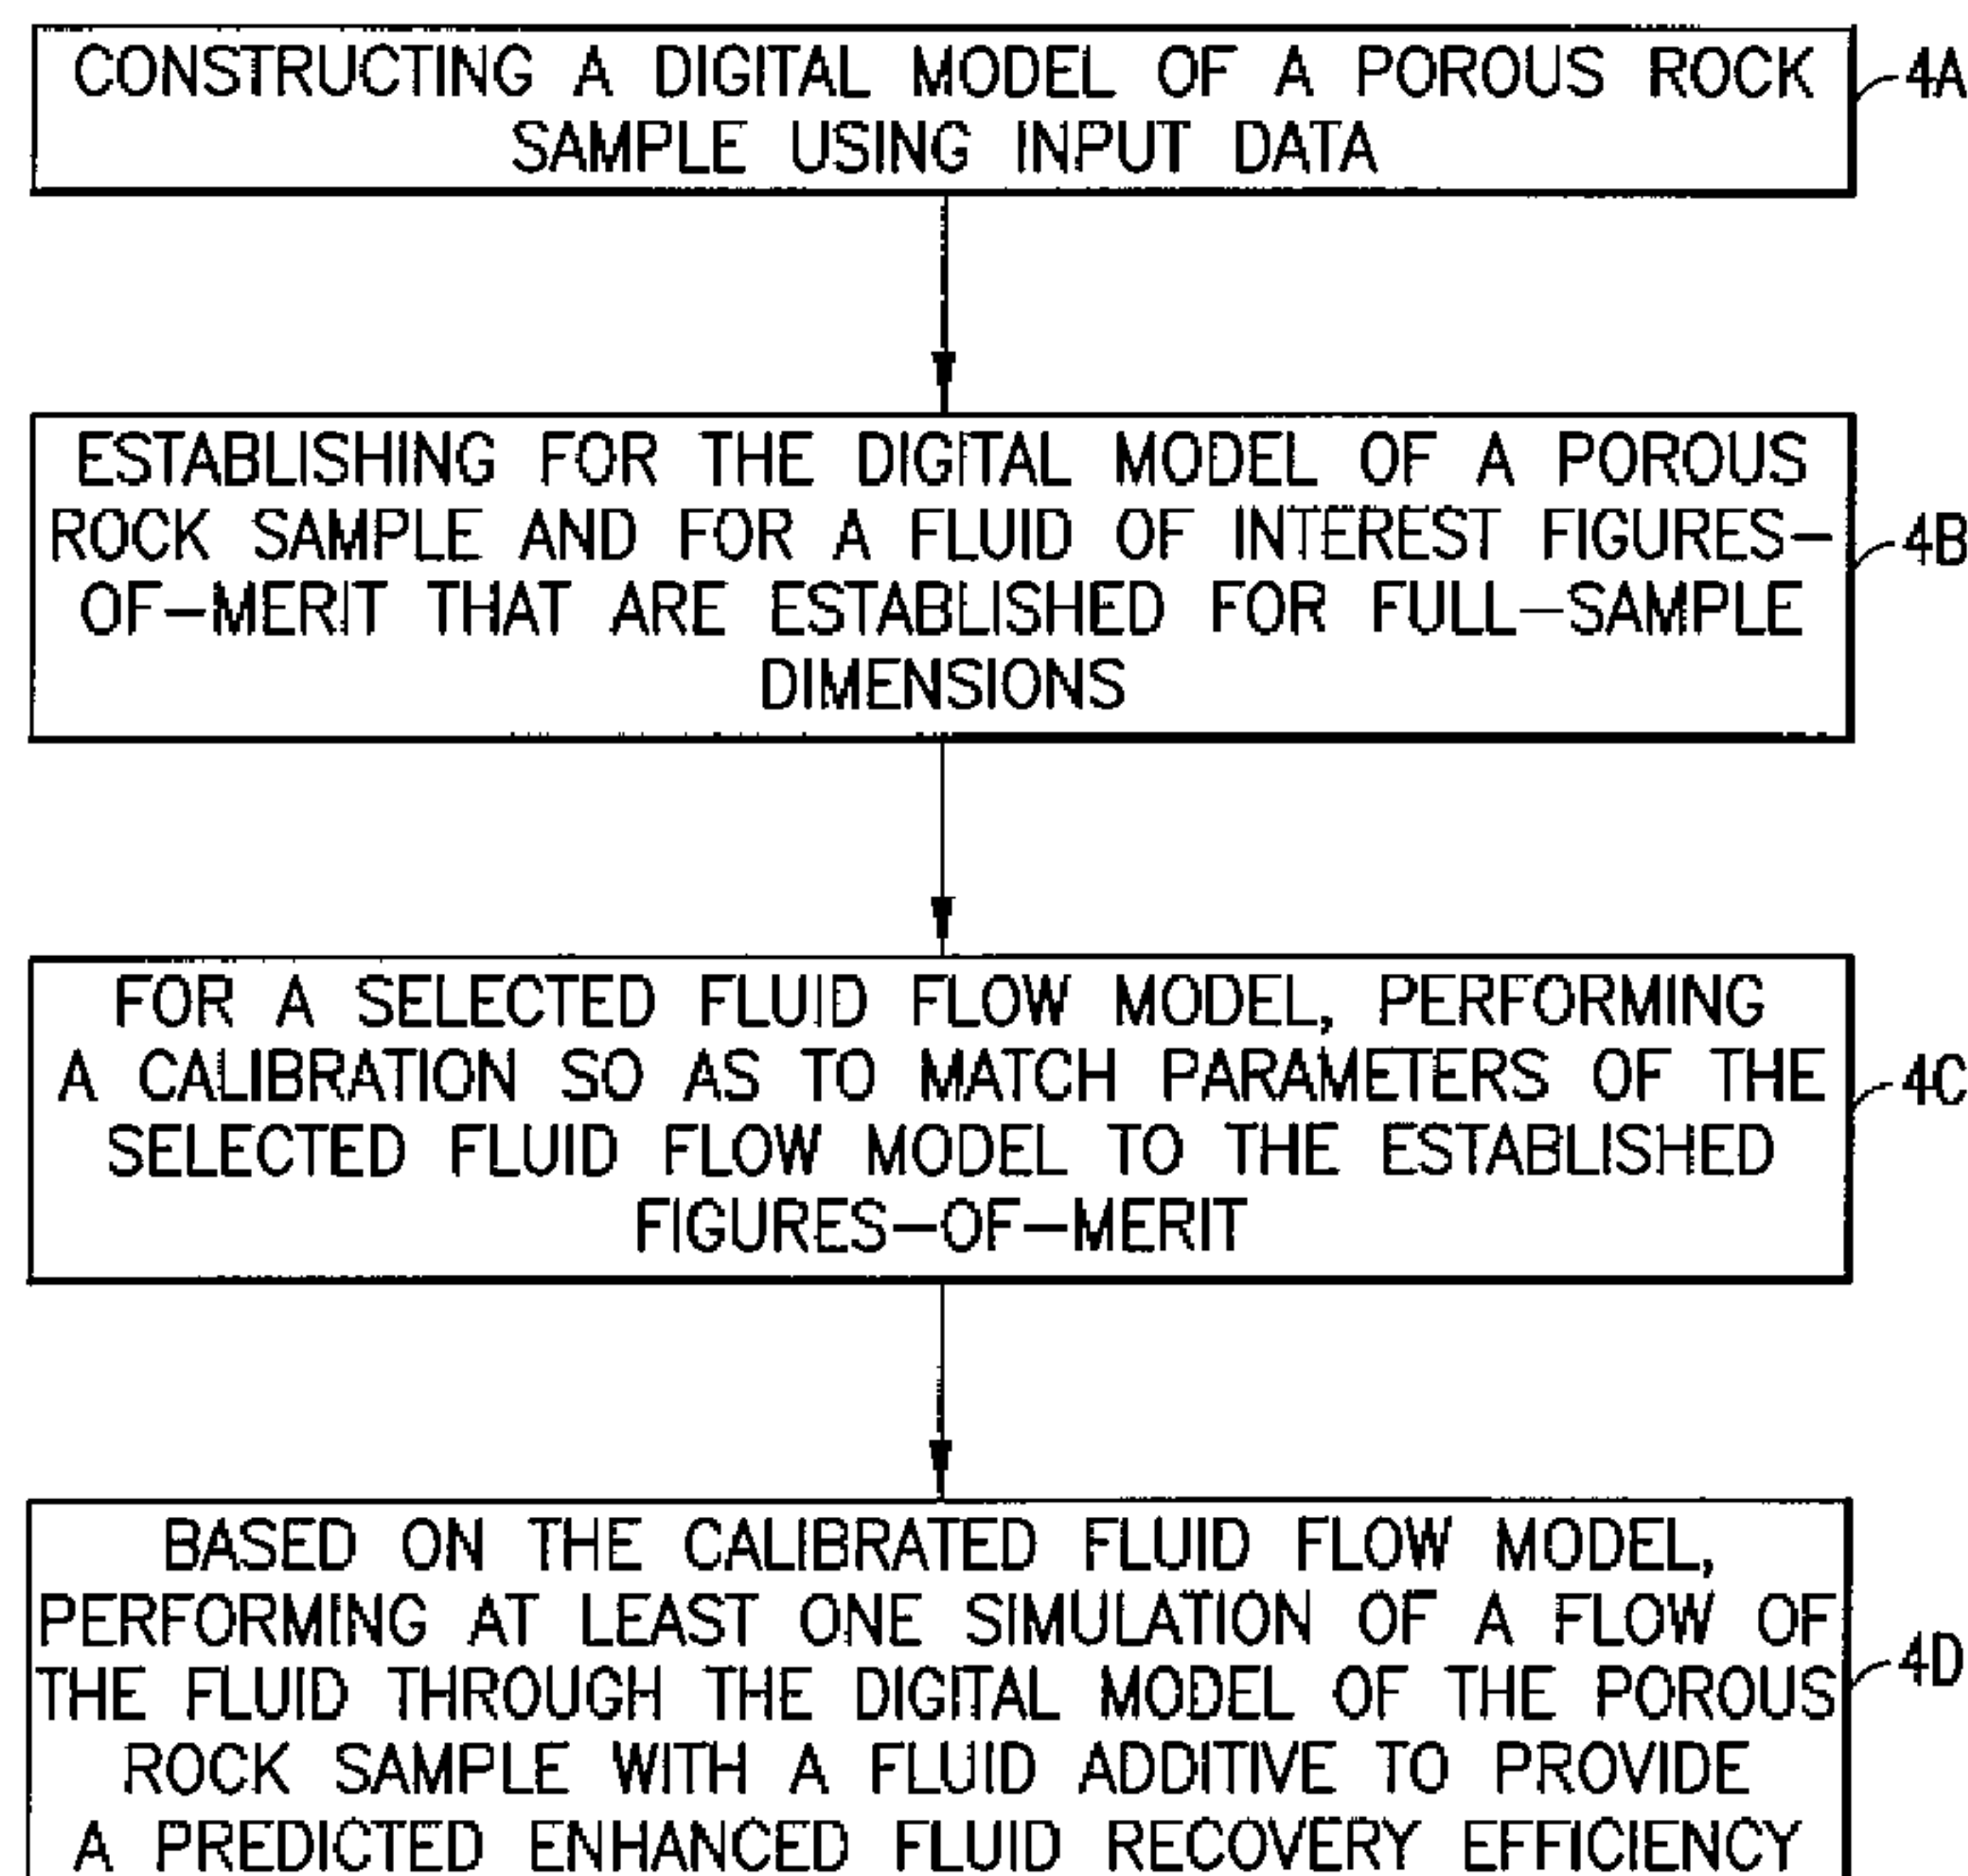 CONSTRUCTING A DIGITAL MODEL OF A POROUS ROCK
SAMPLE USING INPUT DATA
4A
ESTABLISHING FOR THE DIGITAL MODEL OF A POROUS
ROCK SAMPLE AND FOR A FLUID OF INTEREST FIGURES-
OF-MERIT THAT ARE ESTABLISHED FOR FULL-SAMPLE
DIMENSIONS
4B
FOR A SELECTED FLUID FLOW MODEL, PERFORMING
A CALIBRATION SO AS TO MATCH PARAMETERS OF THE
SELECTED FLUID FLOW MODEL TO THE ESTABLISHED
FIGURES-OF-MERIT
4C
BASED ON THE CALIBRATED FLUID FLOW MODEL,
PERFORMING AT LEAST ONE SIMULATION OF A FLOW OF
THE FLUID THROUGH THE DIGITAL MODEL OF THE POROUS
ROCK SAMPLE WITH A FLUID ADDITIVE TO PROVIDE
A PREDICTED ENHANCED FLUID RECOVERY EFFICIENCY
4D